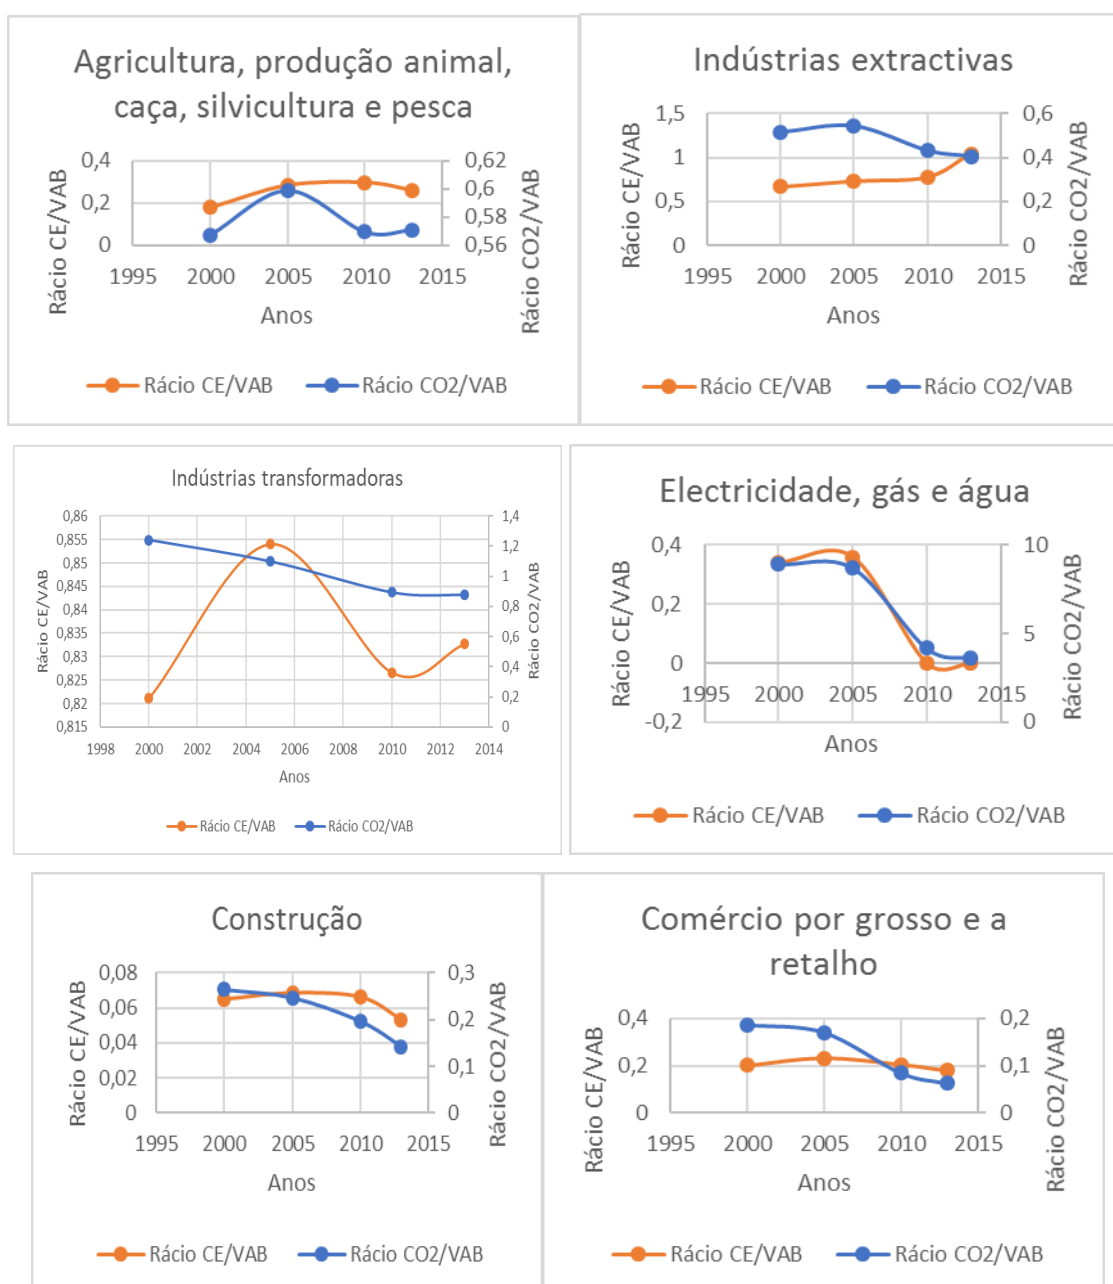 Agricultura, produção animal,
caça, silvicultura e pesca
Rácio CE/VAB
0,4
0,2
0
0,62
0,6
0,58
0,56
Rácio CO2/VAB
1995 2000 2005 2010 2015
Anos
Rácio CE/VAB Rácio CO2/VAB
Indústrias extractivas
Rácio CE/VAB
1,5
1
0,5
0
0,6
0,4
0,2
0
Rácio CO2/VAB
1995 2000 2005 2010 2015
Anos
Rácio CE/VAB Rácio CO2/VAB
Indústrias transformadoras
Rácio CE/VAB
0,86
0,855
0,85
0,845
0,84
0,835
0,83
0,825
0,82
0,815
1,4
1,2
1
0,8
0,6
0,4
0,2
0
Rácio CO2/VAB
1998 2000 2002 2004 2006 2008 2010 2012 2014
Anos
Rácio CE/VAB Rácio CO2/VAB
Electricidade, gás e água
Rácio CE/VAB
0,4
0,2
0
-0,2
10
5
0
Rácio CO2/VAB
1995 2000 2005 2010 2015
Anos
Rácio CE/VAB Rácio CO2/VAB
Construção
Rácio CE/VAB
0,08
0,06
0,04
0,02
0
0,3
0,2
0,1
0
Rácio CO2/VAB
1995 2000 2005 2010 2015
Anos
Rácio CE/VAB Rácio CO2/VAB
Comércio por grosso e a
retalho
Rácio CE/VAB
0,4
0,2
0
0,2
0,1
0
Rácio CO2/VAB
1995 2000 2005 2010 2015
Anos
Rácio CE/VAB Rácio CO2/VAB